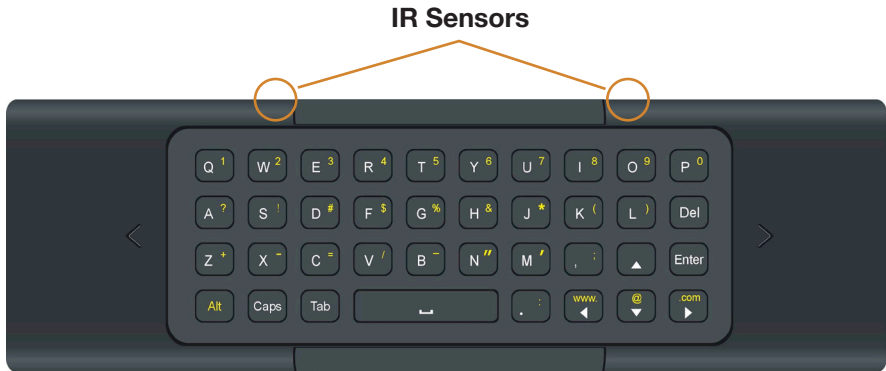 IR Sensors
Q 1 W 2 E 3 R 4 T 5 Y 6 U 7 I 8 O 9 P 0
A ? S ! D # F $ G % H & J * K ( L ) Del
Z + X - C = V / B – N " M ' , ; ▲ Enter
Alt Caps Tab ⎵ . : www. ◀ @ ▼ .com ▶